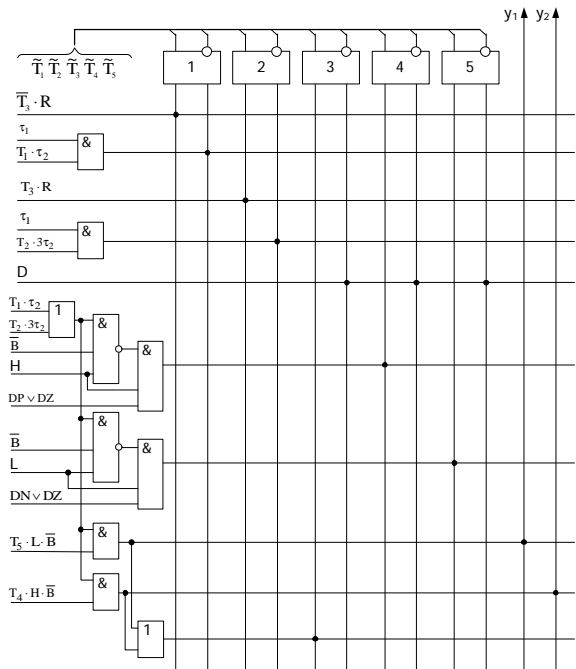 y₁ y₂
1 2 3 4 5
T̃₁ T̃₂ T̃₃ T̃₄ T̃₅
T̅₃·R
τ₁
&
T₁·τ₂
T₃·R
τ₁
&
T₂·3τ₂
D
T₁·τ₂
1
&
T₂·3τ₂
B̅
&
H
DP∨DZ
&
B̅
&
L
DN∨DZ
&
T₅·L·B̅
&
T₄·H·B̅
1